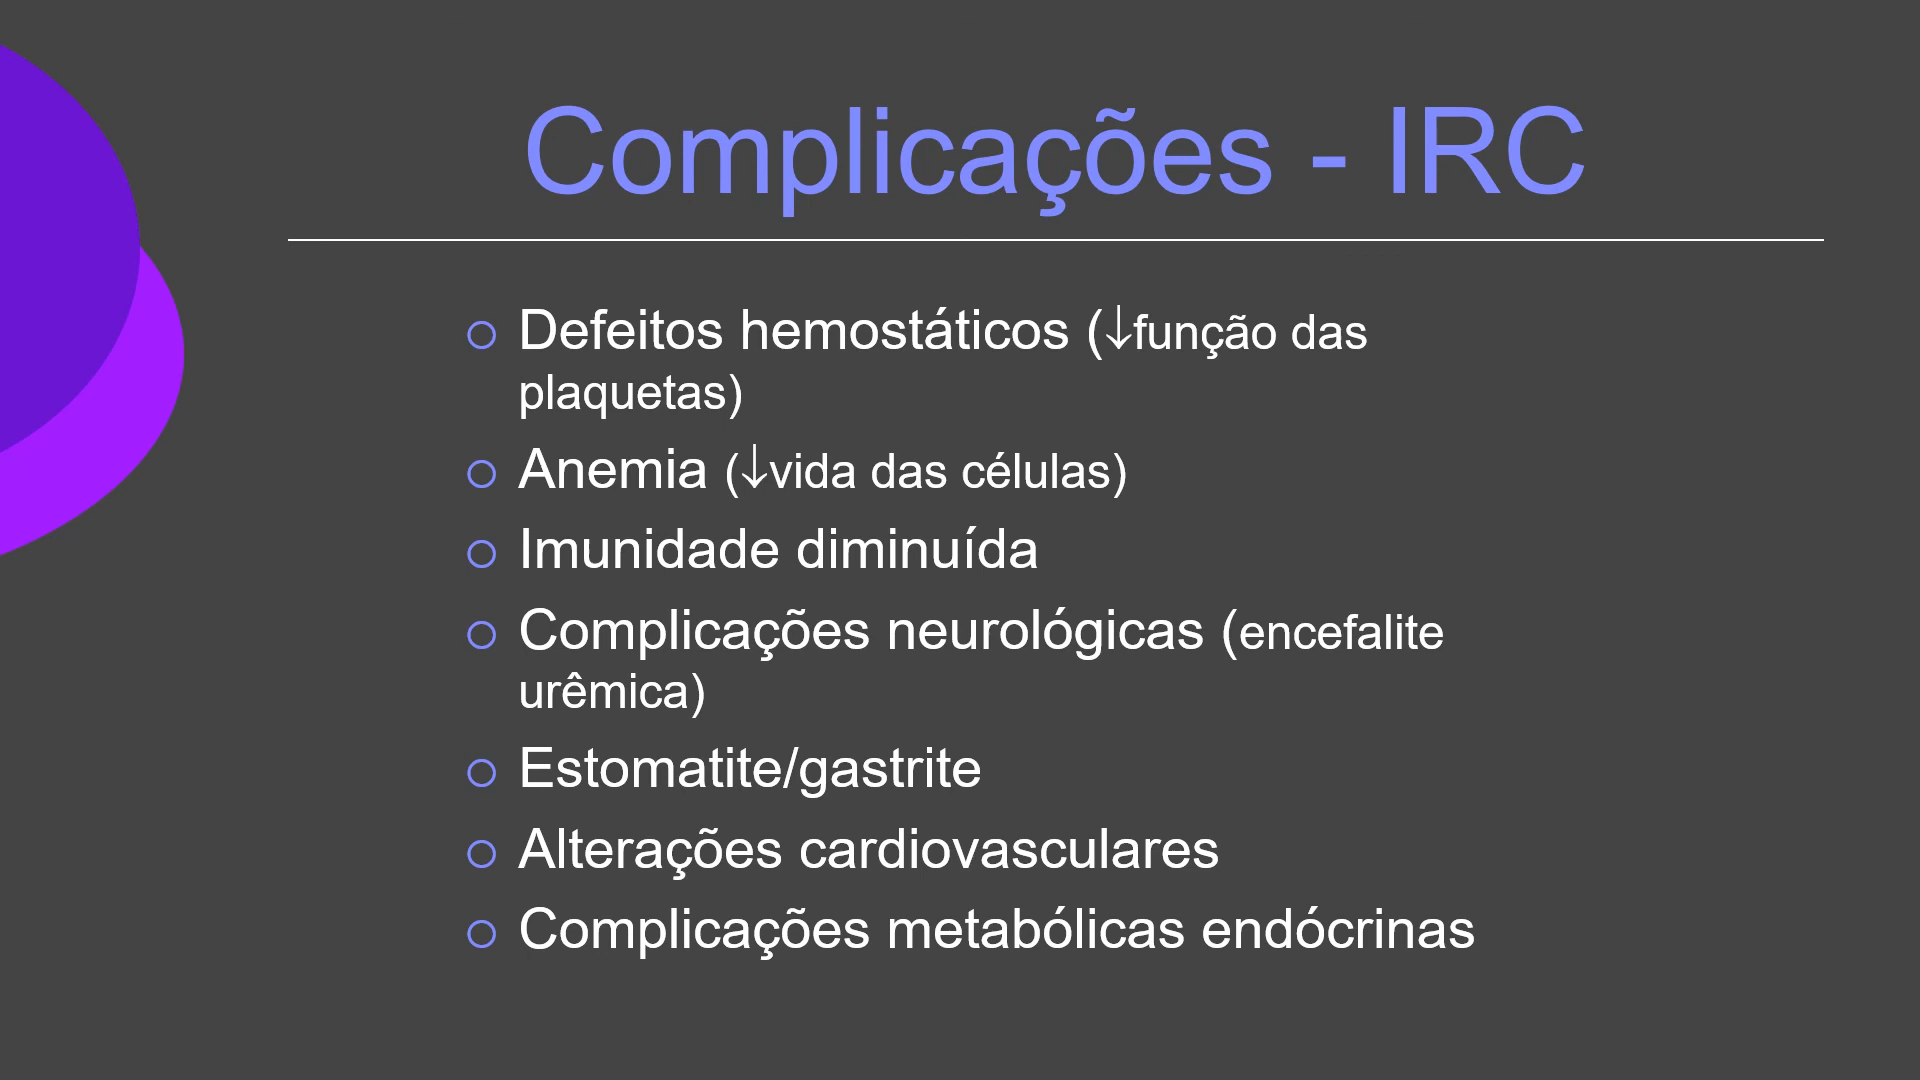 Complicações - IRC
Defeitos hemostáticos (↓função das
plaquetas)
Anemia (↓vida das células)
Imunidade diminuída
Complicações neurológicas (encefalite
urêmica)
Estomatite/gastrite
Alterações cardiovasculares
Complicações metabólicas endócrinas